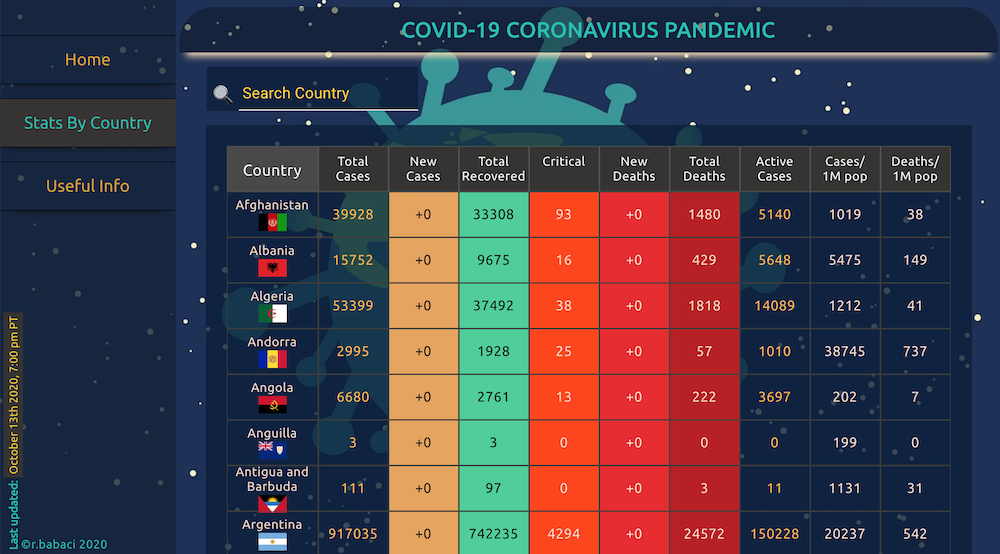 COVID-19 CORONAVIRUS PANDEMIC
Home
Stats By Country
Useful Info
Search Country
Country Total Cases New Cases Total Recovered Critical New Deaths Total Deaths Active Cases Cases/ 1M pop Deaths/ 1M pop
Afghanistan 39928 +0 33308 93 +0 1480 5140 1019 38
Albania 15752 +0 9675 16 +0 429 5648 5475 149
Algeria 53399 +0 37492 38 +0 1818 14089 1212 41
Andorra 2995 +0 1928 25 +0 57 1010 38745 737
Angola 6680 +0 2761 13 +0 222 3697 202 7
Anguilla 3 +0 3 0 +0 0 0 199 0
Antigua and Barbuda 111 +0 97 0 +0 3 11 1131 31
Argentina 917035 +0 742235 4294 +0 24572 150228 20237 542
Last updated: October 13th 2020, 7:00 pm PT
©r.babaci 2020